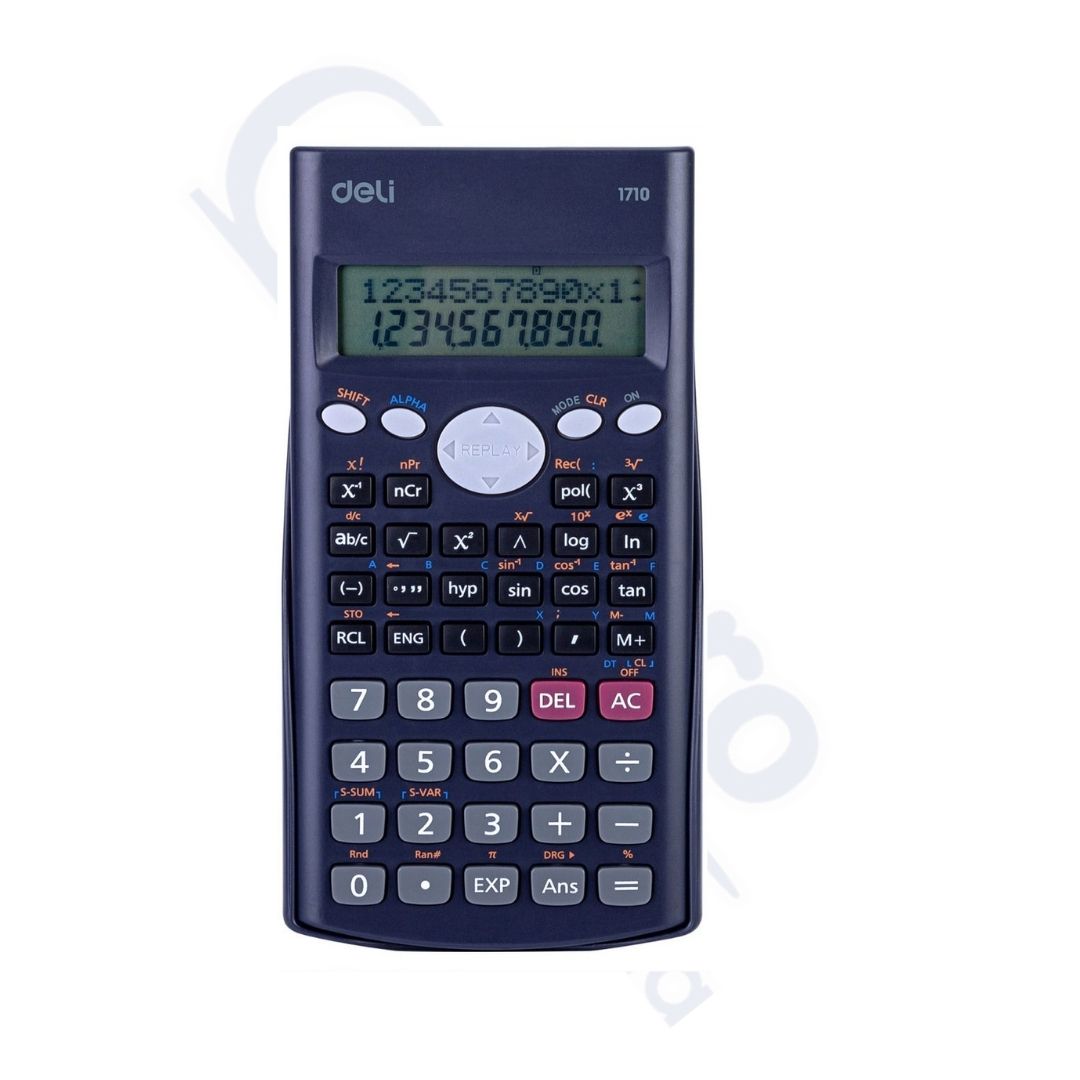 deli 1710
D
1234567890x1
1,234,567,890.
SHIFT ALPHA MODE CLR ON
REPLAY
x! nPr Rec( : ³√
X⁻¹ nCr pol( X³
d/c X√ 10ˣ eˣ e
ab/c √ X² ∧ log ln
A ← B C sin⁻¹ D cos⁻¹ E tan⁻¹ F
(−) °,,, hyp sin cos tan
STO ← X ; Y M- M
RCL ENG ( ) , M+
DT CL
INS OFF
7 8 9 DEL AC
4 5 6 X ÷
S-SUM S-VAR
1 2 3 + −
Rnd Ran# π DRG▶ %
0 • EXP Ans =